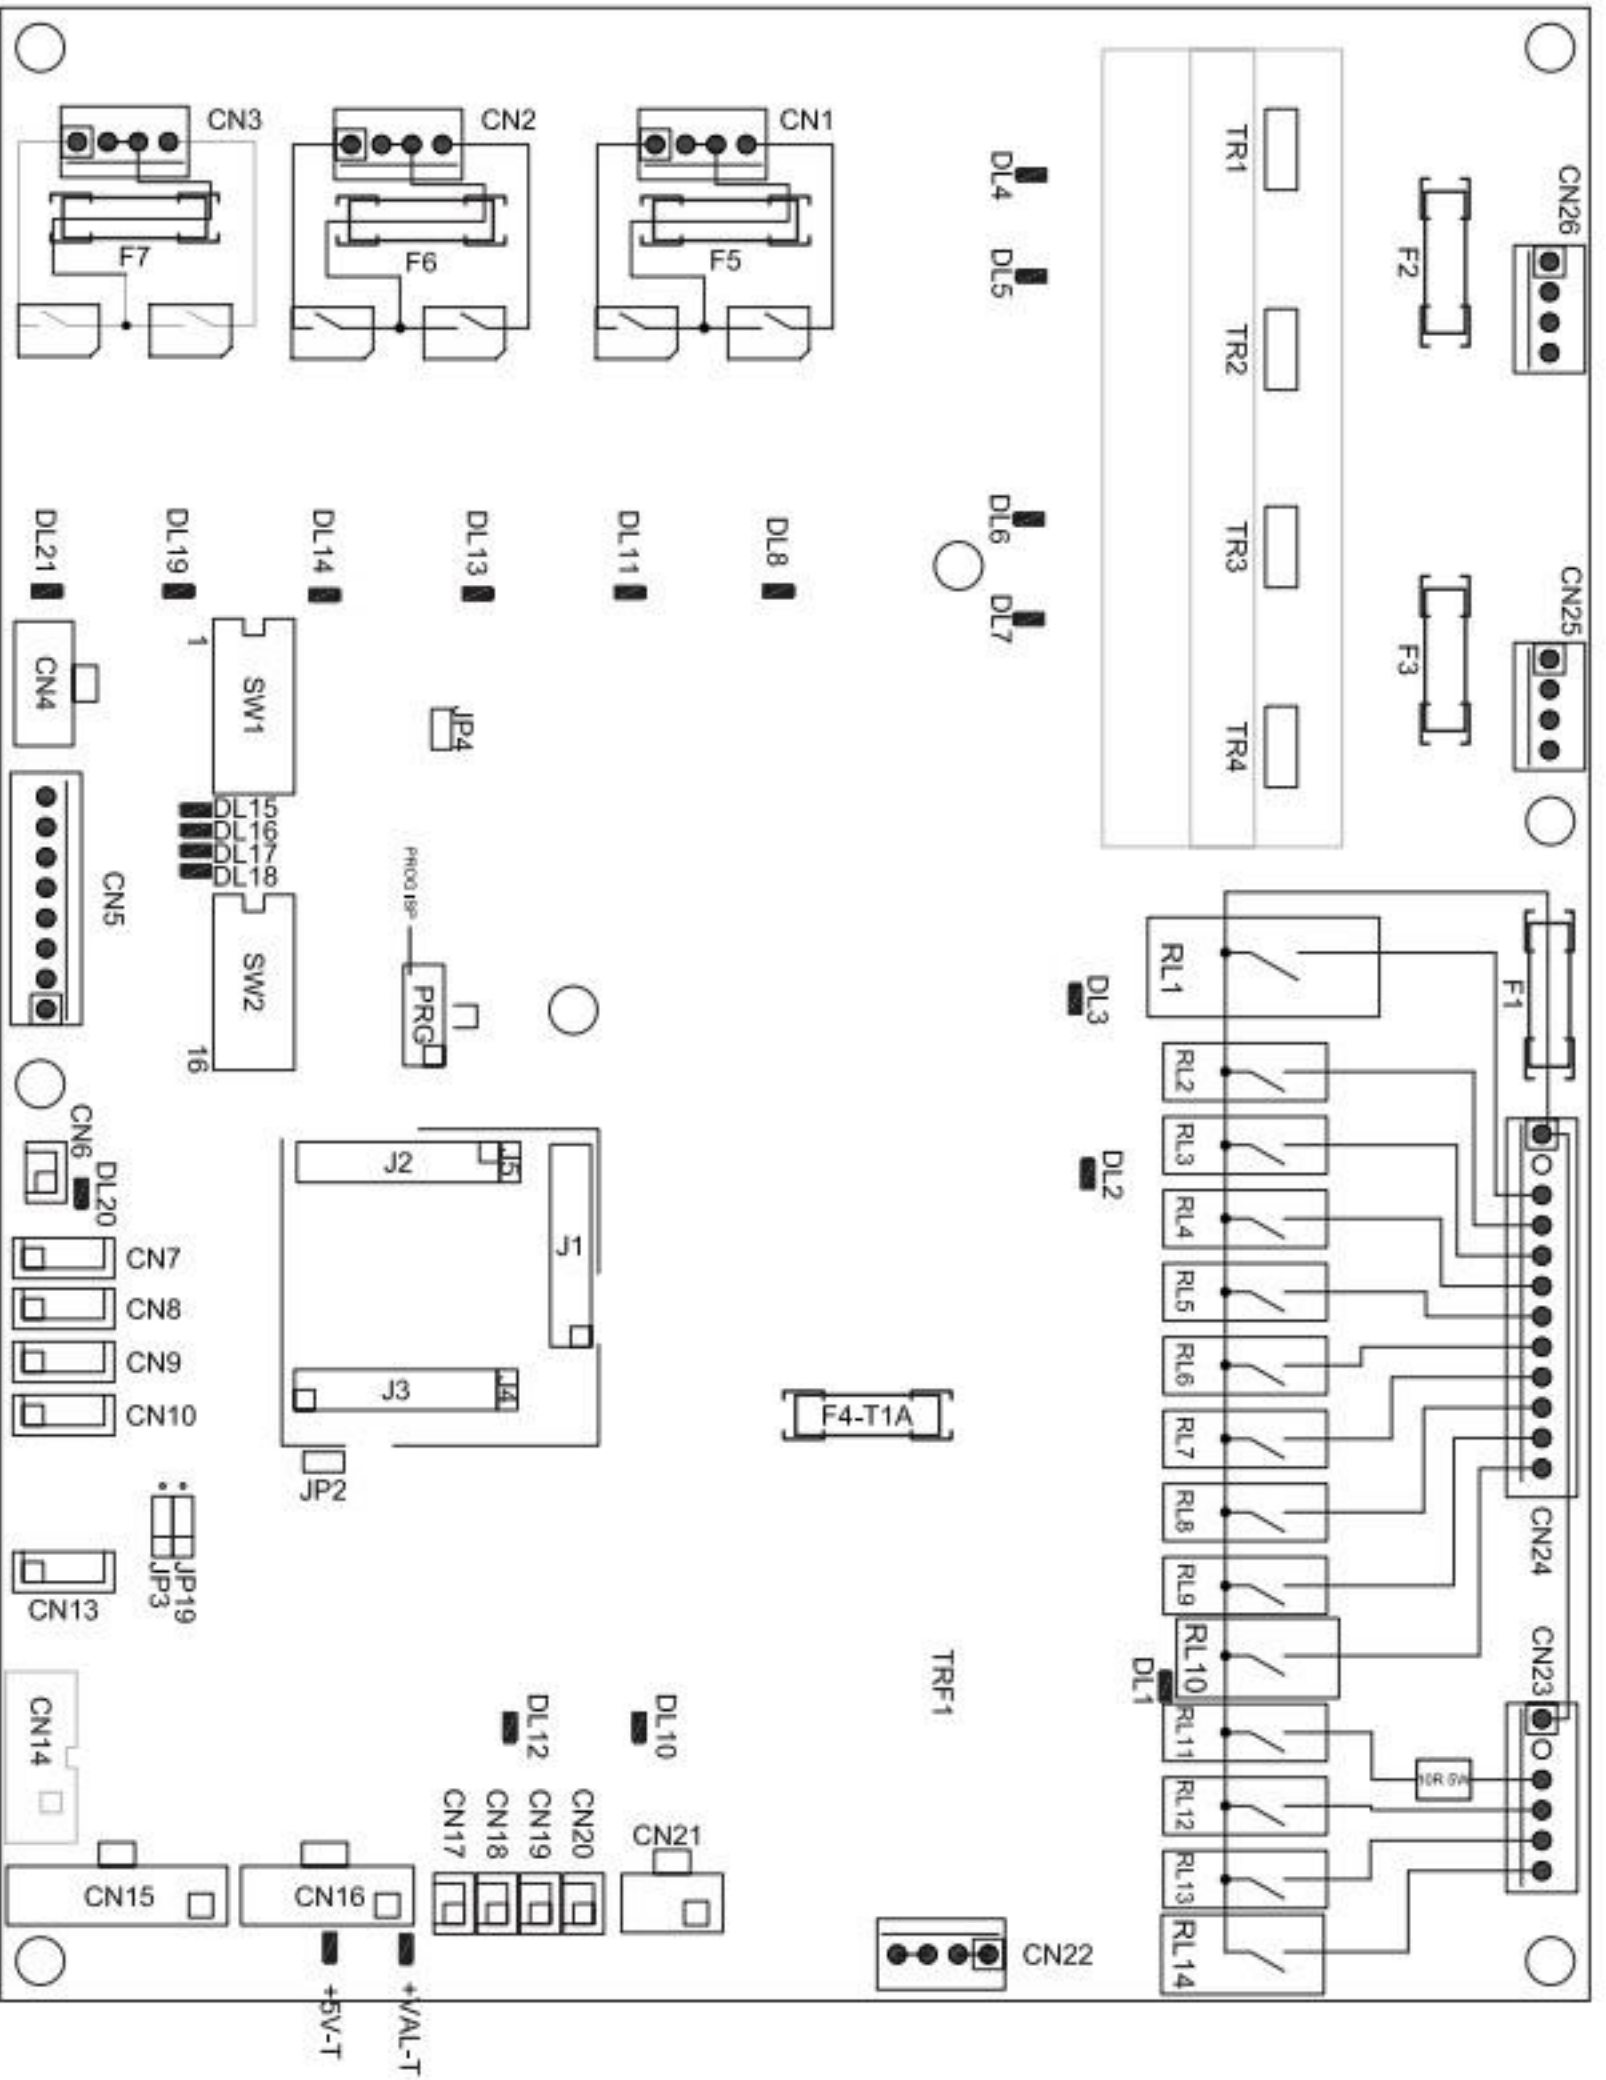 CN3
CN2
CN1
TR1
CN26
DL4
F7
F6
F5
DL5
F2
TR2
DL21
DL19
DL14
DL13
DL11
DL8
DL6
TR3
CN25
DL7
F3
1
CN4
SW1
JP4
TR4
DL15
DL16
DL17
DL18
CN5
PROG ISP
SW2
PRG
16
RL1
F1
DL3
RL2
CN6
DL20
J2
J5
RL3
DL2
RL4
J1
CN7
RL5
CN8
CN9
RL6
CN10
J3
J4
F4-T1A
RL7
JP2
RL8
CN24
JP3
JP19
RL9
CN13
RL10
CN23
DL1
TRF1
CN14
DL12
DL10
RL11
10R 5W
RL12
CN17
CN18
CN19
CN20
CN21
RL13
CN15
CN16
RL14
CN22
+5V-T
+VAL-T